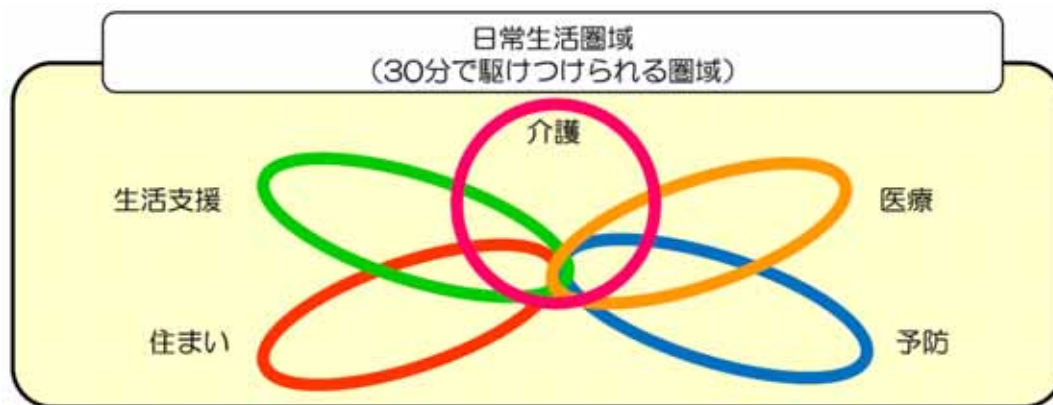 日常生活圏域
（30分で駆けつけられる圏域）
介護
生活支援
医療
住まい
予防